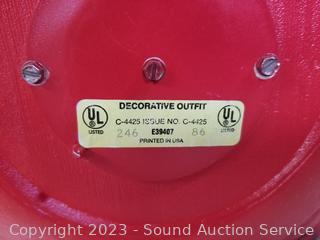 DECORATIVE OUTFIT
C-4425 ISSUE NO. C-4425
UL LISTED 246 E39407 86 UL LISTED
PRINTED IN USA
Copyright 2023 - Sound Auction Service